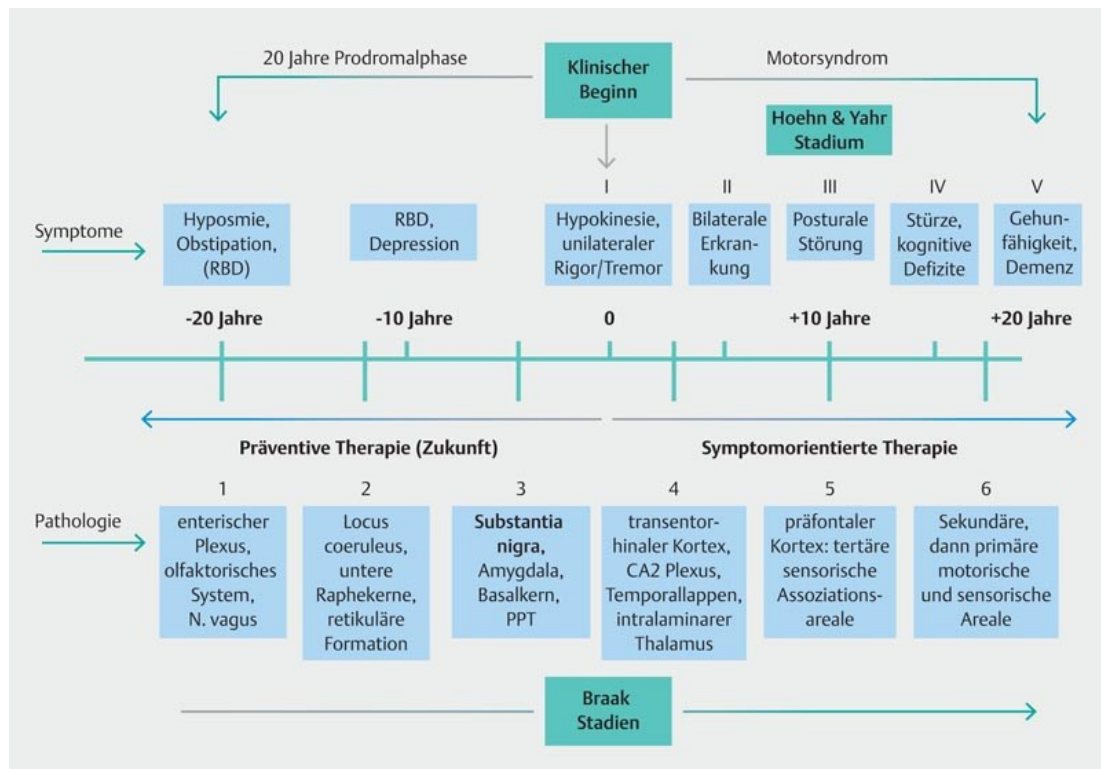 20 Jahre Prodromalphase
Klinischer
Beginn
Motorsyndrom
Hoehn & Yahr
Stadium
I
II
III
IV
V
Symptome
Hyposmie,
Obstipation,
(RBD)
RBD,
Depression
Hypokinesie,
unilateraler
Rigor/Tremor
Bilaterale
Erkran-
kung
Posturale
Störung
Stürze,
kognitive
Defizite
Gehun-
fähigkeit,
Demenz
-20 Jahre
-10 Jahre
0
+10 Jahre
+20 Jahre
Präventive Therapie (Zukunft)
Symptomorientierte Therapie
Pathologie
1
enterischer
Plexus,
olfaktorisches
System,
N. vagus
2
Locus
coeruleus,
untere
Raphekerne,
retikuläre
Formation
3
Substantia
nigra,
Amygdala,
Basalkern,
PPT
4
transentor-
hinaler Kortex,
CA2 Plexus,
Temporallappen,
intralaminarer
Thalamus
5
präfontaler
Kortex: tertäre
sensorische
Assoziations-
areale
6
Sekundäre,
dann primäre
motorische
und sensorische
Areale
Braak
Stadien